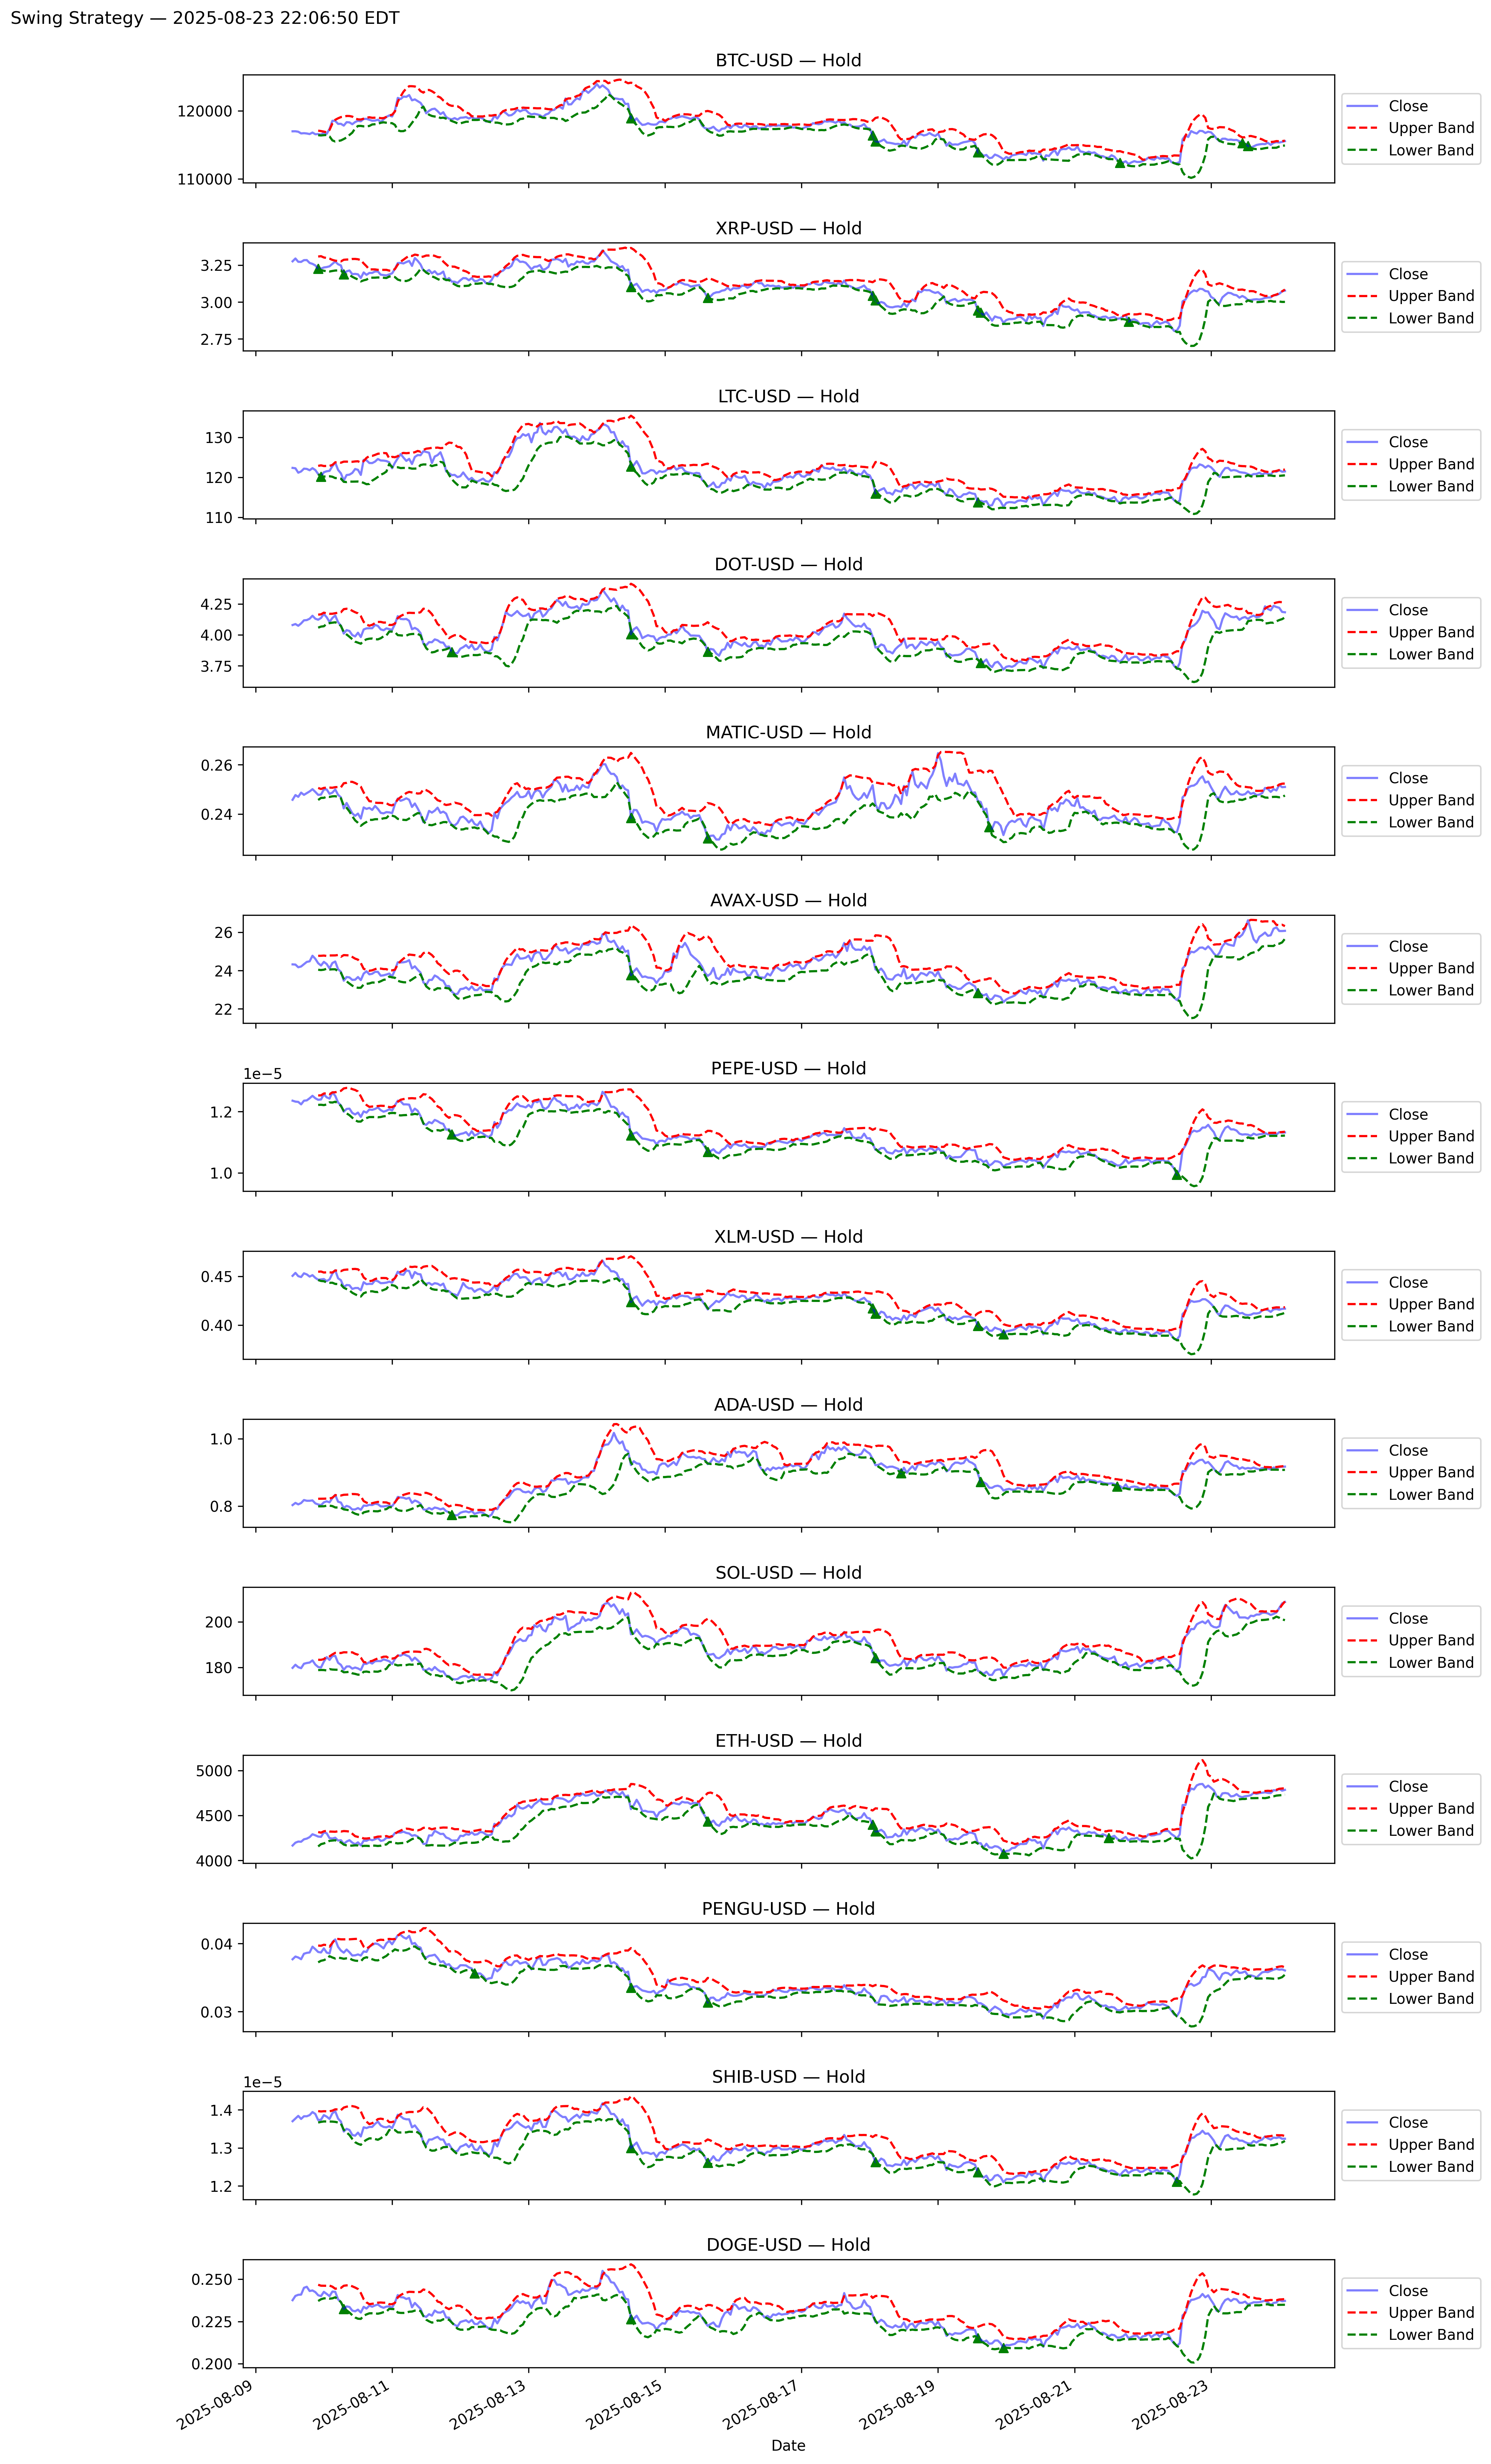 Swing Strategy — 2025-08-23 22:06:50 EDT
BTC-USD — Hold
120000
110000
Close
Upper Band
Lower Band
XRP-USD — Hold
3.25
3.00
2.75
Close
Upper Band
Lower Band
LTC-USD — Hold
130
120
110
Close
Upper Band
Lower Band
DOT-USD — Hold
4.25
4.00
3.75
Close
Upper Band
Lower Band
MATIC-USD — Hold
0.26
0.24
Close
Upper Band
Lower Band
AVAX-USD — Hold
26
24
22
Close
Upper Band
Lower Band
PEPE-USD — Hold
1e−5
1.2
1.0
Close
Upper Band
Lower Band
XLM-USD — Hold
0.45
0.40
Close
Upper Band
Lower Band
ADA-USD — Hold
1.0
0.8
Close
Upper Band
Lower Band
SOL-USD — Hold
200
180
Close
Upper Band
Lower Band
ETH-USD — Hold
5000
4500
4000
Close
Upper Band
Lower Band
PENGU-USD — Hold
0.04
0.03
Close
Upper Band
Lower Band
SHIB-USD — Hold
1e−5
1.4
1.3
1.2
Close
Upper Band
Lower Band
DOGE-USD — Hold
0.250
0.225
0.200
Close
Upper Band
Lower Band
2025-08-09
2025-08-11
2025-08-13
2025-08-15
2025-08-17
2025-08-19
2025-08-21
2025-08-23
Date